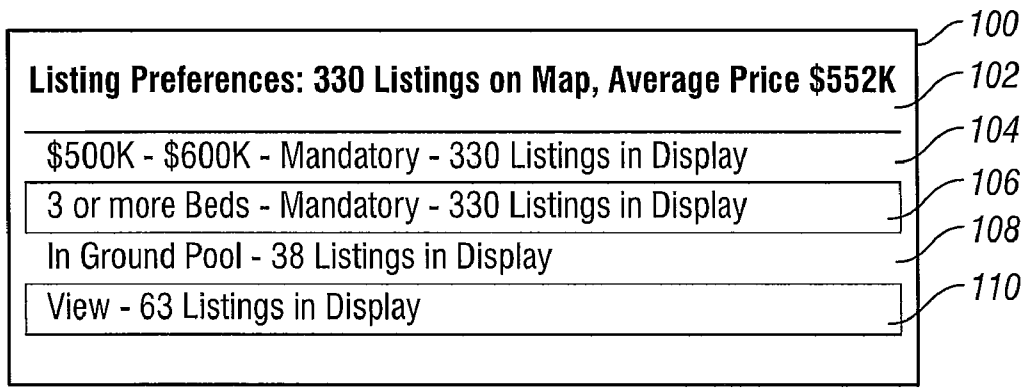 100
Listing Preferences: 330 Listings on Map, Average Price $552K
102
$500K - $600K - Mandatory - 330 Listings in Display
104
3 or more Beds - Mandatory - 330 Listings in Display
106
In Ground Pool - 38 Listings in Display
108
View - 63 Listings in Display
110